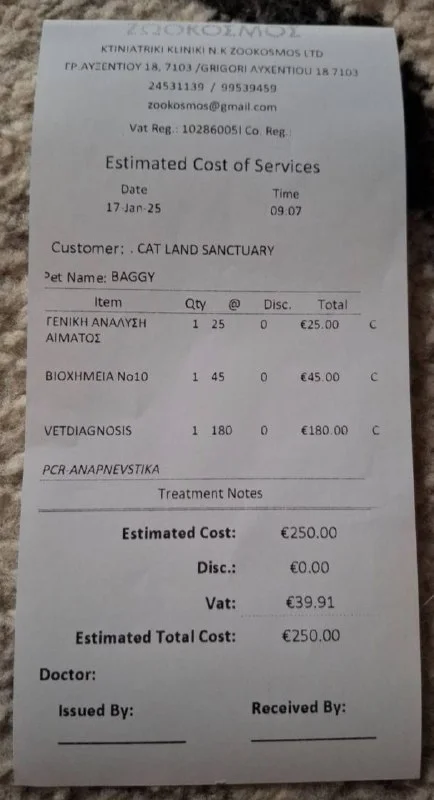 ΖΩΟΚΟΣΜΟΣ
KTINIATRIKI KLINIKI N.K ZOOKOSMOS LTD
ΓΡ.ΑΥΞΕΝΤΙΟΥ 18, 7103 /GRIGORI AYXENTIOU 18 7103
24531139 / 99539459
zookosmos@gmail.com
Vat Reg.: 10286005I Co. Reg.:
Estimated Cost of Services
Date Time
17-Jan-25 09:07
Customer: . CAT LAND SANCTUARY
Pet Name: BAGGY
Item Qty @ Disc. Total
ΓΕΝΙΚΗ ΑΝΑΛΥΣΗ 1 25 0 €25.00 C
ΑΙΜΑΤΟΣ
ΒΙΟΧΗΜΕΙΑ Νο10 1 45 0 €45.00 C
VETDIAGNOSIS 1 180 0 €180.00 C
PCR-ANAPNEVSTIKA
Treatment Notes
Estimated Cost: €250.00
Disc.: €0.00
Vat: €39.91
Estimated Total Cost: €250.00
Doctor:
Issued By: Received By: